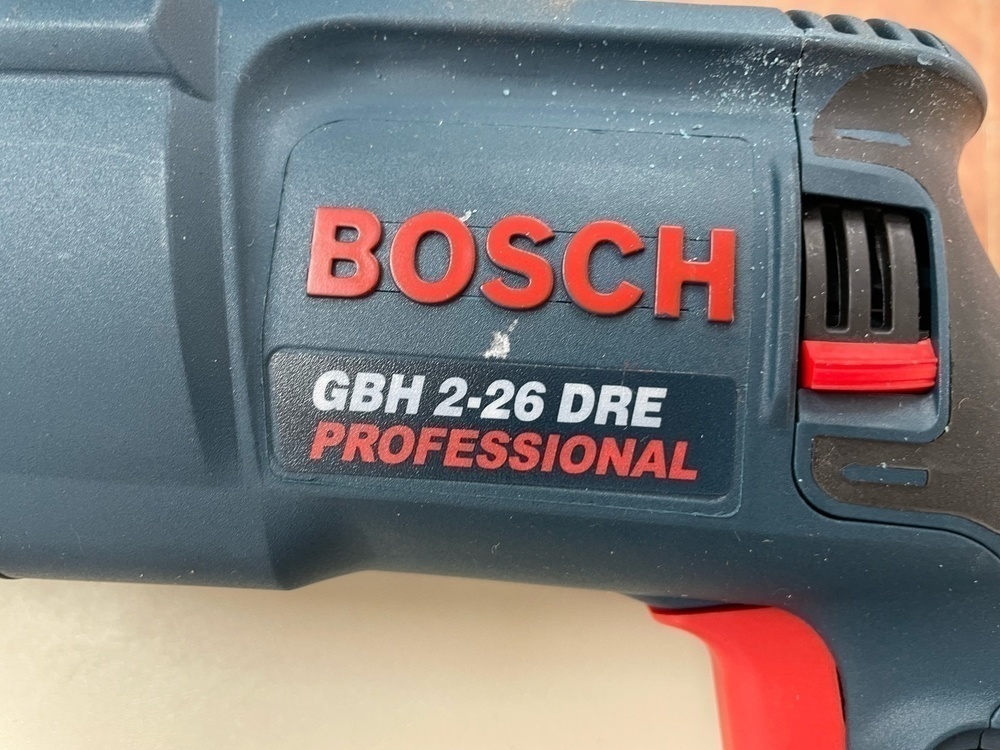 BOSCH
GBH 2-26 DRE
PROFESSIONAL